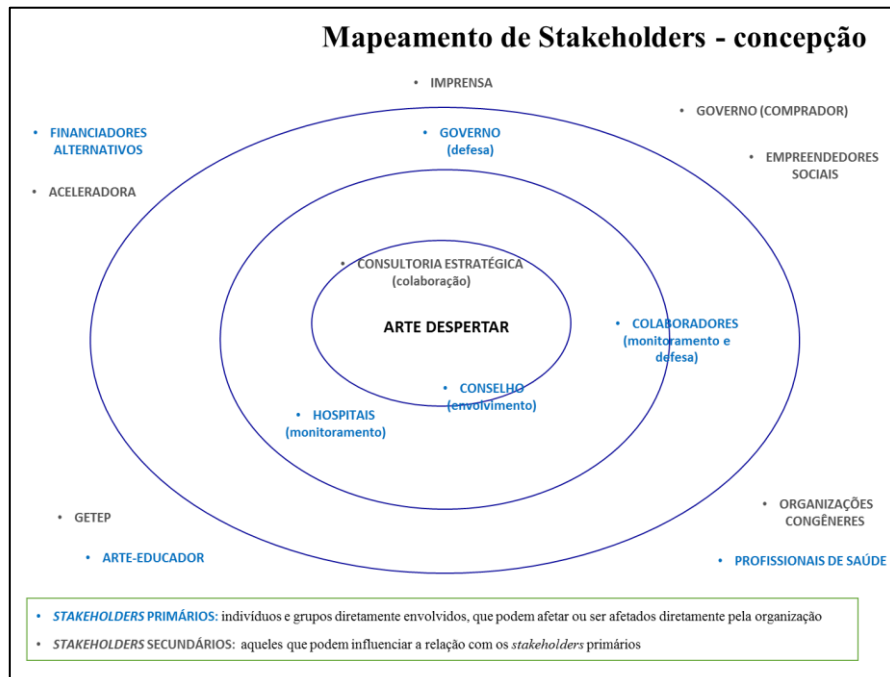 Mapeamento de Stakeholders - concepção
• IMPRENSA
• GOVERNO (COMPRADOR)
• FINANCIADORES
ALTERNATIVOS
• GOVERNO
(defesa)
• EMPREENDEDORES
SOCIAIS
• ACELERADORA
• CONSULTORIA ESTRATÉGICA
(colaboração)
ARTE DESPERTAR
• COLABORADORES
(monitoramento e
defesa)
• CONSELHO
(envolvimento)
• HOSPITAIS
(monitoramento)
• GETEP
• ORGANIZAÇÕES
CONGÊNERES
• ARTE-EDUCADOR
• PROFISSIONAIS DE SAÚDE
• STAKEHOLDERS PRIMÁRIOS: indivíduos e grupos diretamente envolvidos, que podem afetar ou ser afetados diretamente pela organização
• STAKEHOLDERS SECUNDÁRIOS: aqueles que podem influenciar a relação com os stakeholders primários